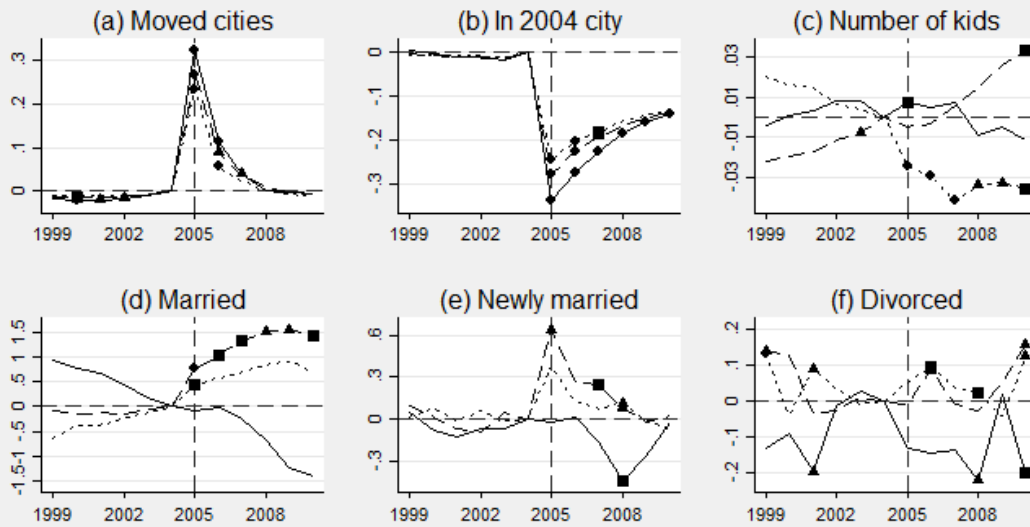 (a) Moved cities
.3
.2
.1
0
1999 2002 2005 2008
(b) In 2004 city
0
-.1
-.2
-.3
1999 2002 2005 2008
(c) Number of kids
.03
.01
-.01
-.03
1999 2002 2005 2008
(d) Married
1.5
1
.5
0
-.5
-1
-1.5
1999 2002 2005 2008
(e) Newly married
.6
.3
0
-.3
1999 2002 2005 2008
(f) Divorced
.2
.1
0
-.1
-.2
1999 2002 2005 2008